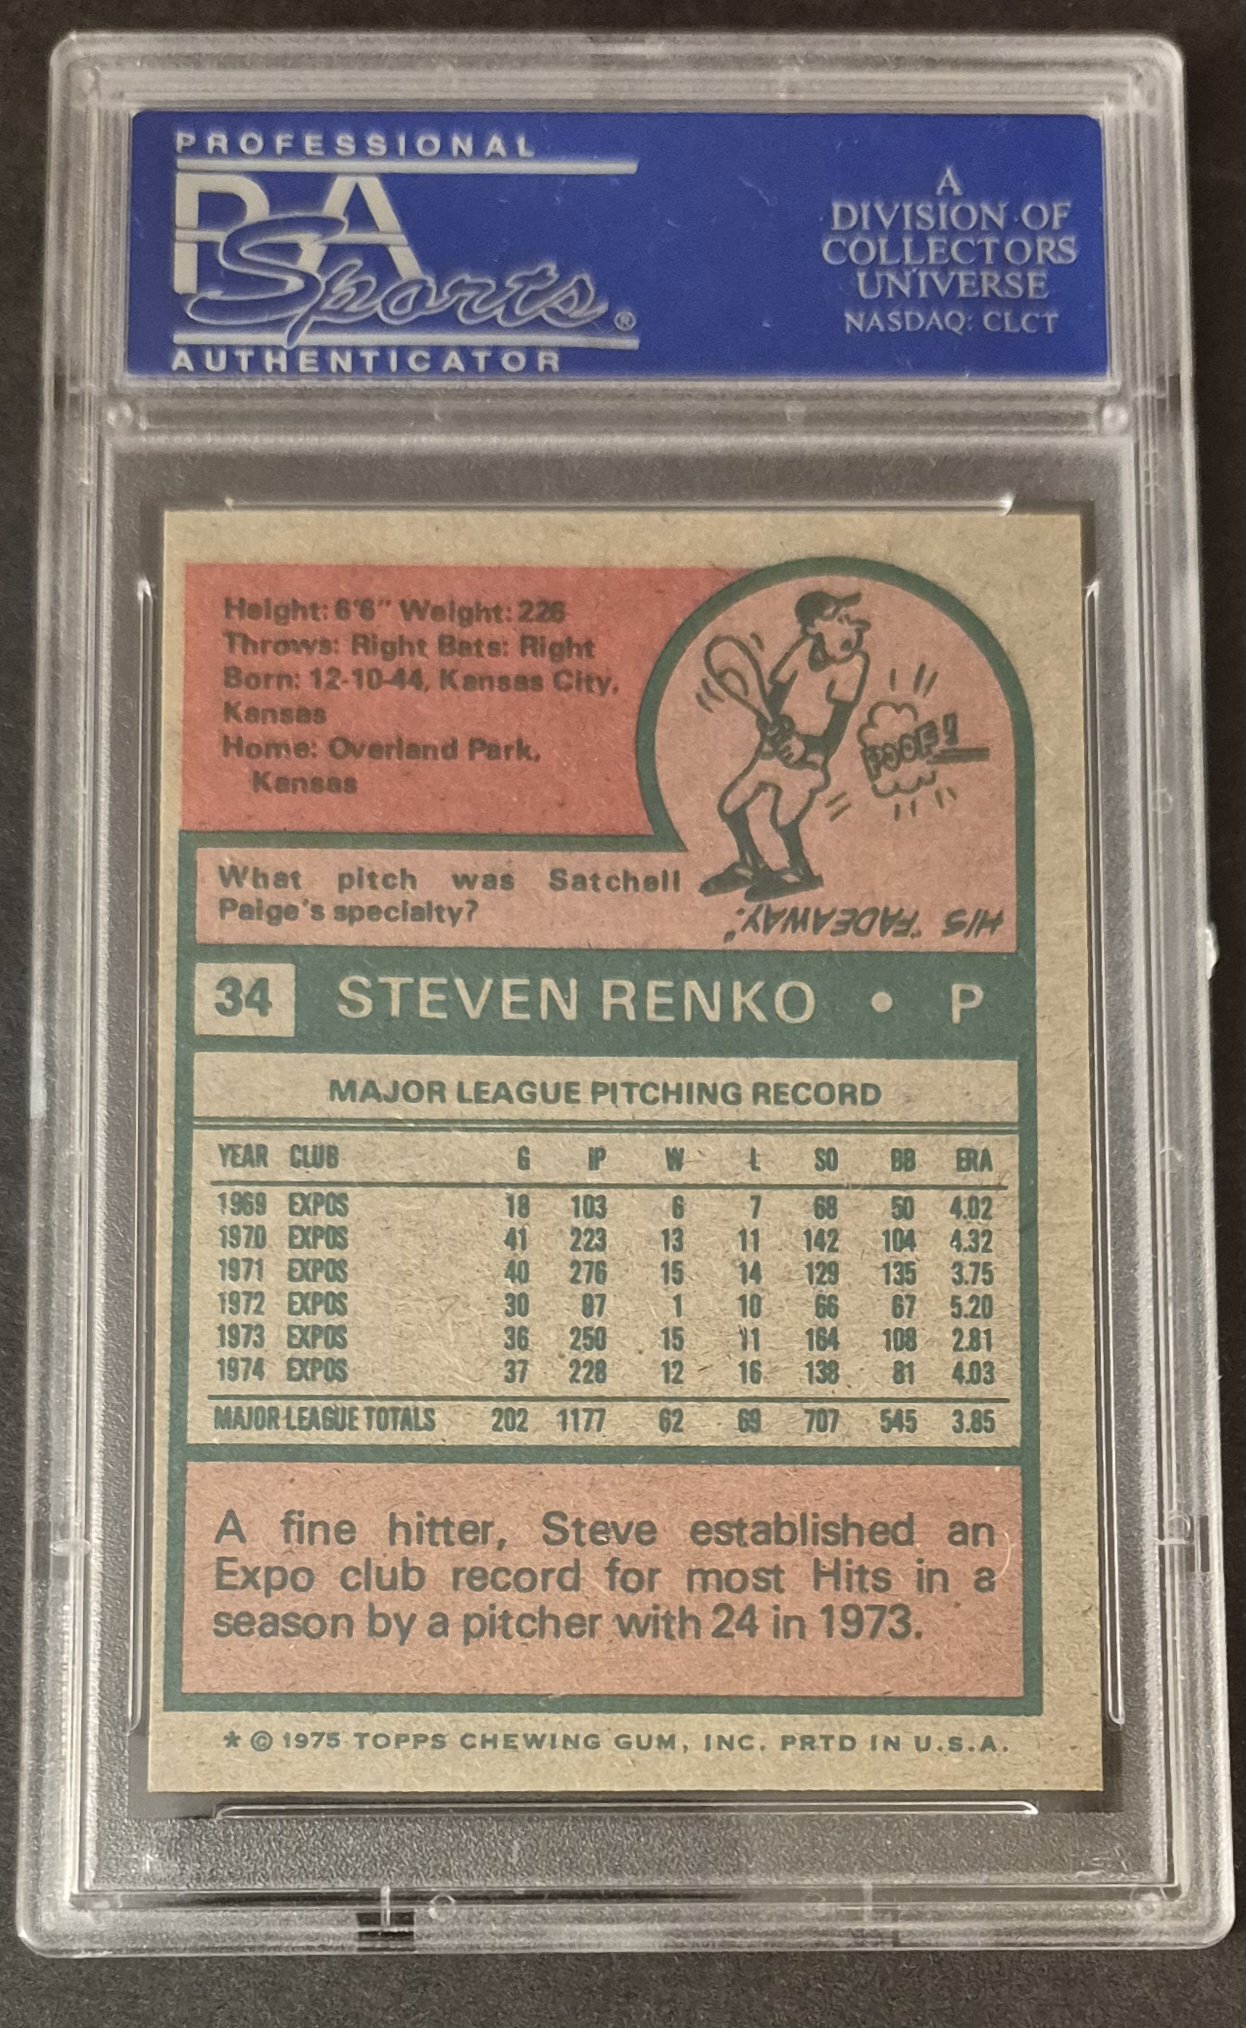 PROFESSIONAL
PSA
Sports®
AUTHENTICATOR
A
DIVISION OF
COLLECTORS
UNIVERSE
NASDAQ: CLCT
Height: 6'6" Weight: 226
Throws: Right Bats: Right
Born: 12-10-44, Kansas City,
Kansas
Home: Overland Park,
Kansas
POOF!!
What pitch was Satchell
Paige's specialty?
HIS "FADEAWAY."
34 STEVEN RENKO • P
MAJOR LEAGUE PITCHING RECORD
YEAR CLUB G IP W L SO BB ERA
1969 EXPOS 18 103 6 7 68 50 4.02
1970 EXPOS 41 223 13 11 142 104 4.32
1971 EXPOS 40 276 15 14 129 135 3.75
1972 EXPOS 30 97 1 10 66 67 5.20
1973 EXPOS 36 250 15 11 164 108 2.81
1974 EXPOS 37 228 12 16 138 81 4.03
MAJOR LEAGUE TOTALS 202 1177 62 69 707 545 3.85
A fine hitter, Steve established an
Expo club record for most Hits in a
season by a pitcher with 24 in 1973.
* © 1975 TOPPS CHEWING GUM, INC. PRTD IN U.S.A.